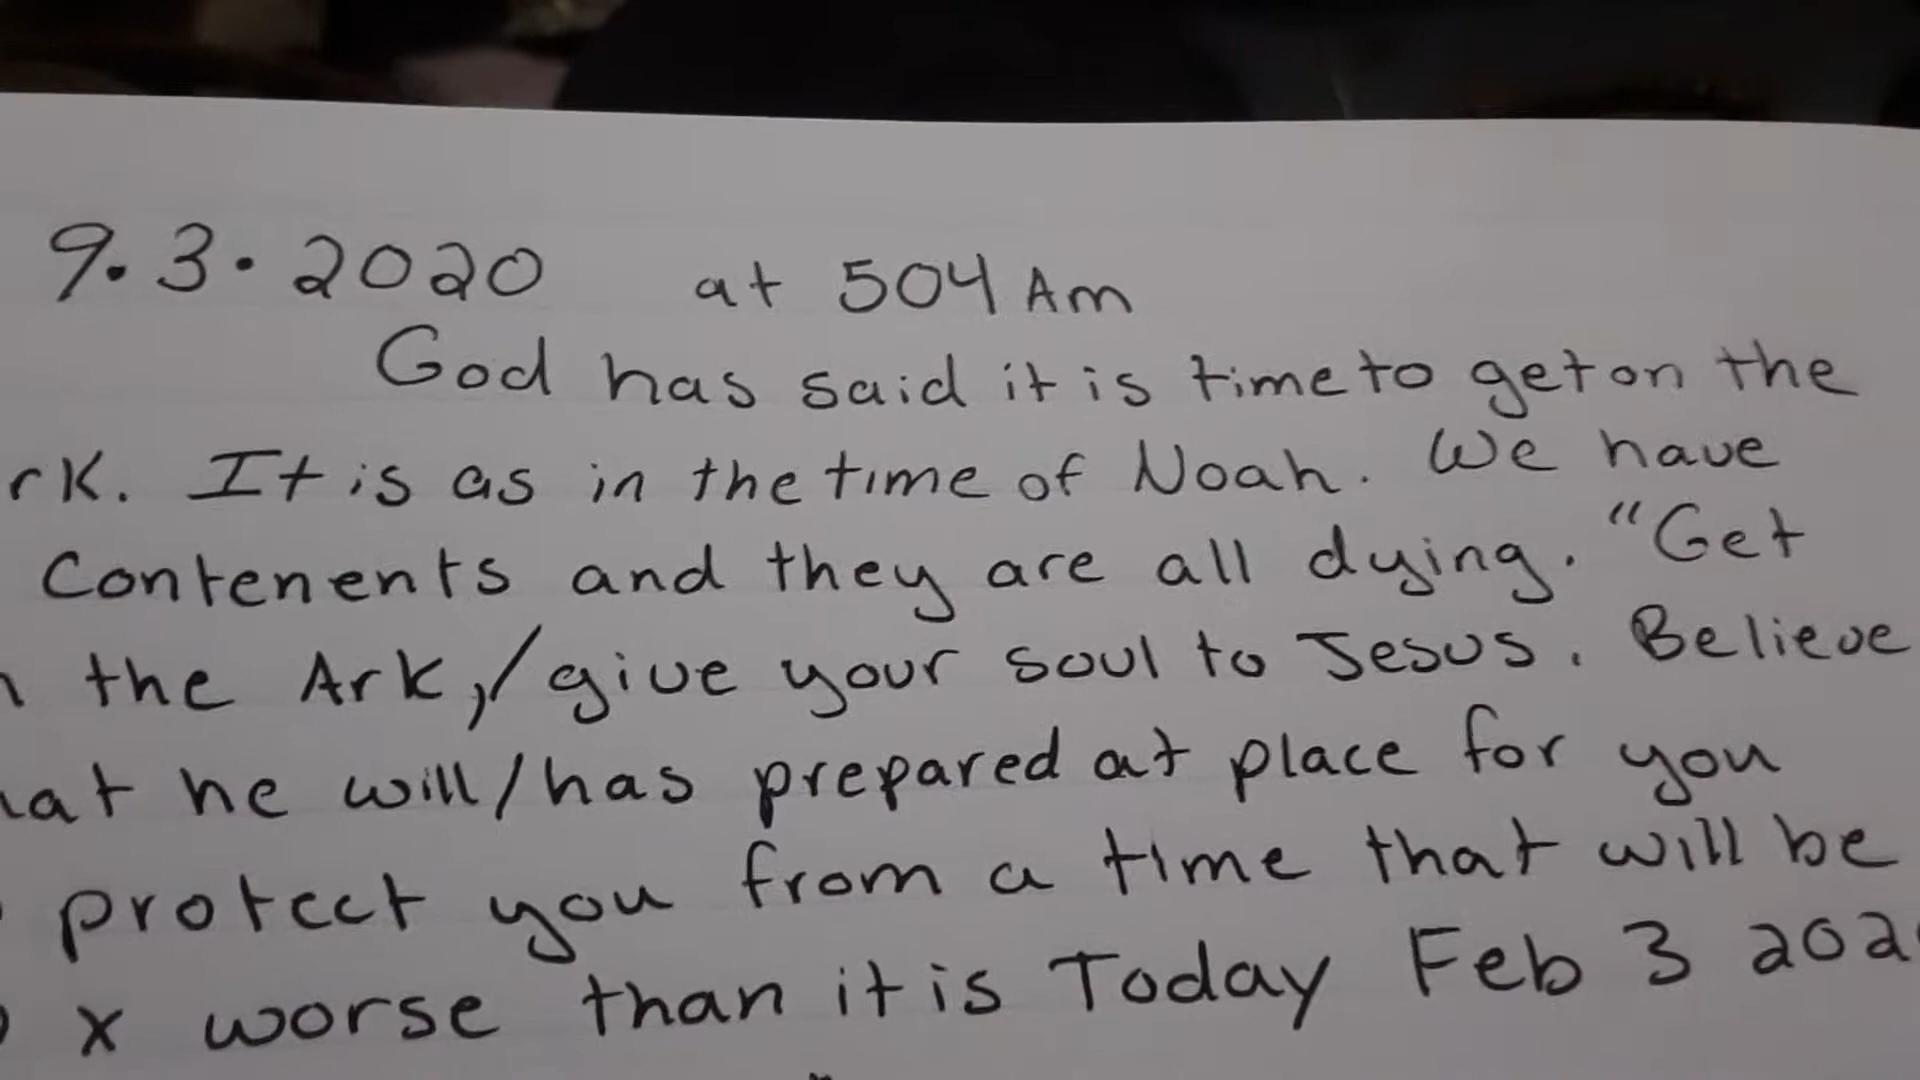 9.3.2020 at 504 Am
God has said it is time to get on the
rk. It is as in the time of Noah. We have
Contenents and they are all dying. "Get
the Ark,/give your soul to Jesus. Believe
hat he will/has prepared at place for you
protect you from a time that will be
x worse than it is Today Feb 3 202